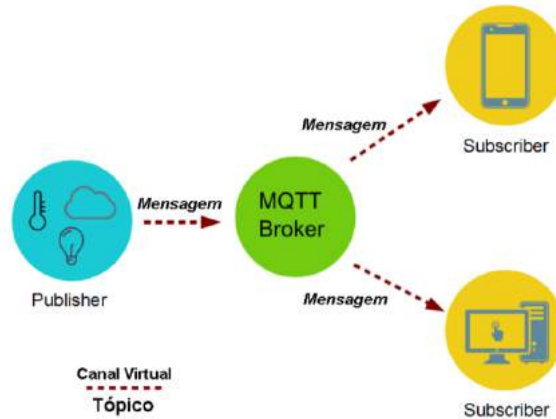 Mensagem
Subscriber
Mensagem
MQTT
Broker
Publisher
Mensagem
Canal Virtual
Tópico
Subscriber